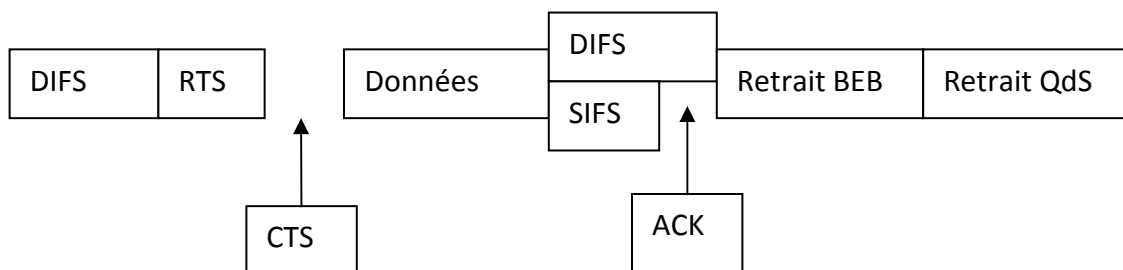 DIFS
RTS
Données
DIFS
SIFS
Retrait BEB
Retrait QdS
CTS
ACK